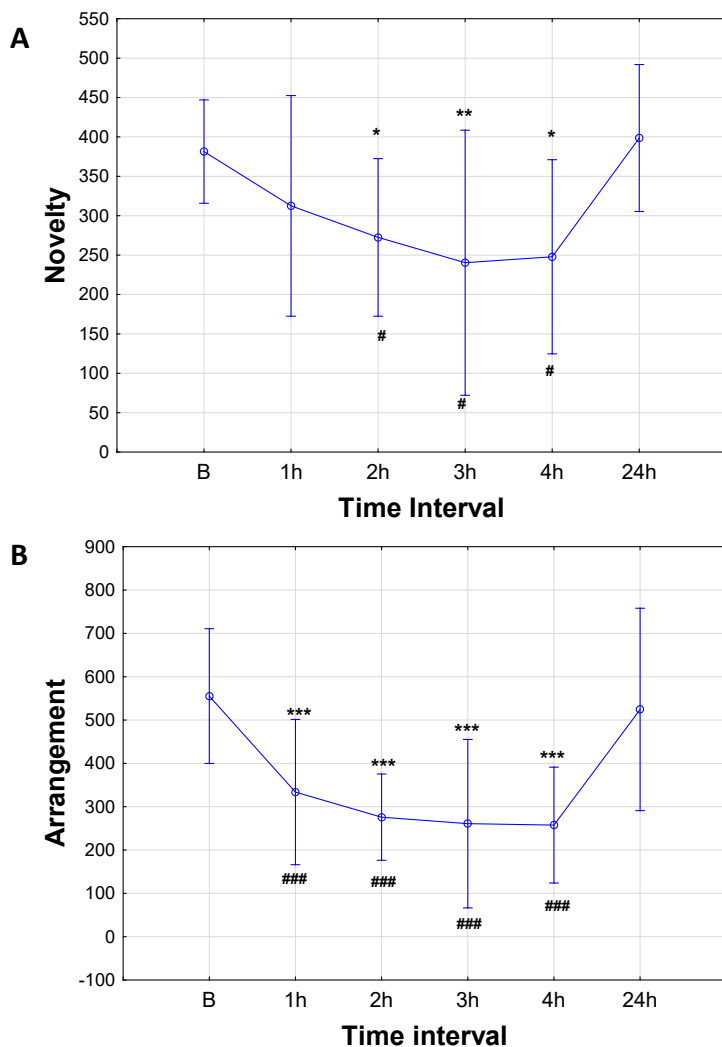 A
550
500
450
400
350
300
250
200
150
100
50
0
Novelty
* ** *
# # #
B 1h 2h 3h 4h 24h
Time Interval
B
900
800
700
600
500
400
300
200
100
0
-100
Arrangement
*** *** *** ***
### ### ### ###
B 1h 2h 3h 4h 24h
Time interval